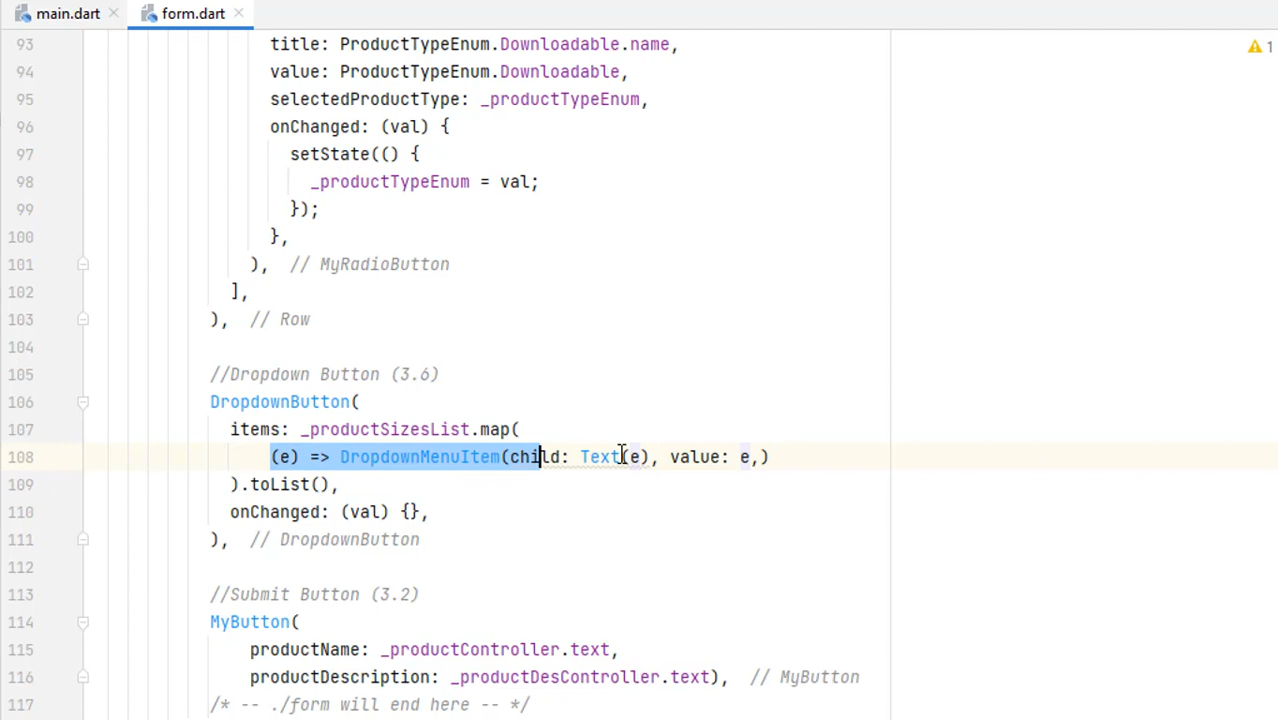 main.dart
form.dart
1
93 title: ProductTypeEnum.Downloadable.name,
94 value: ProductTypeEnum.Downloadable,
95 selectedProductType: _productTypeEnum,
96 onChanged: (val) {
97 setState(() {
98 _productTypeEnum = val;
99 });
100 },
101 ), // MyRadioButton
102 ],
103 ), // Row
104
105 //Dropdown Button (3.6)
106 DropdownButton(
107 items: _productSizesList.map(
108 (e) => DropdownMenuItem(child: Text(e), value: e,)
109 ).toList(),
110 onChanged: (val) {},
111 ), // DropdownButton
112
113 //Submit Button (3.2)
114 MyButton(
115 productName: _productController.text,
116 productDescription: _productDesController.text), // MyButton
117 /* -- ./form will end here -- */